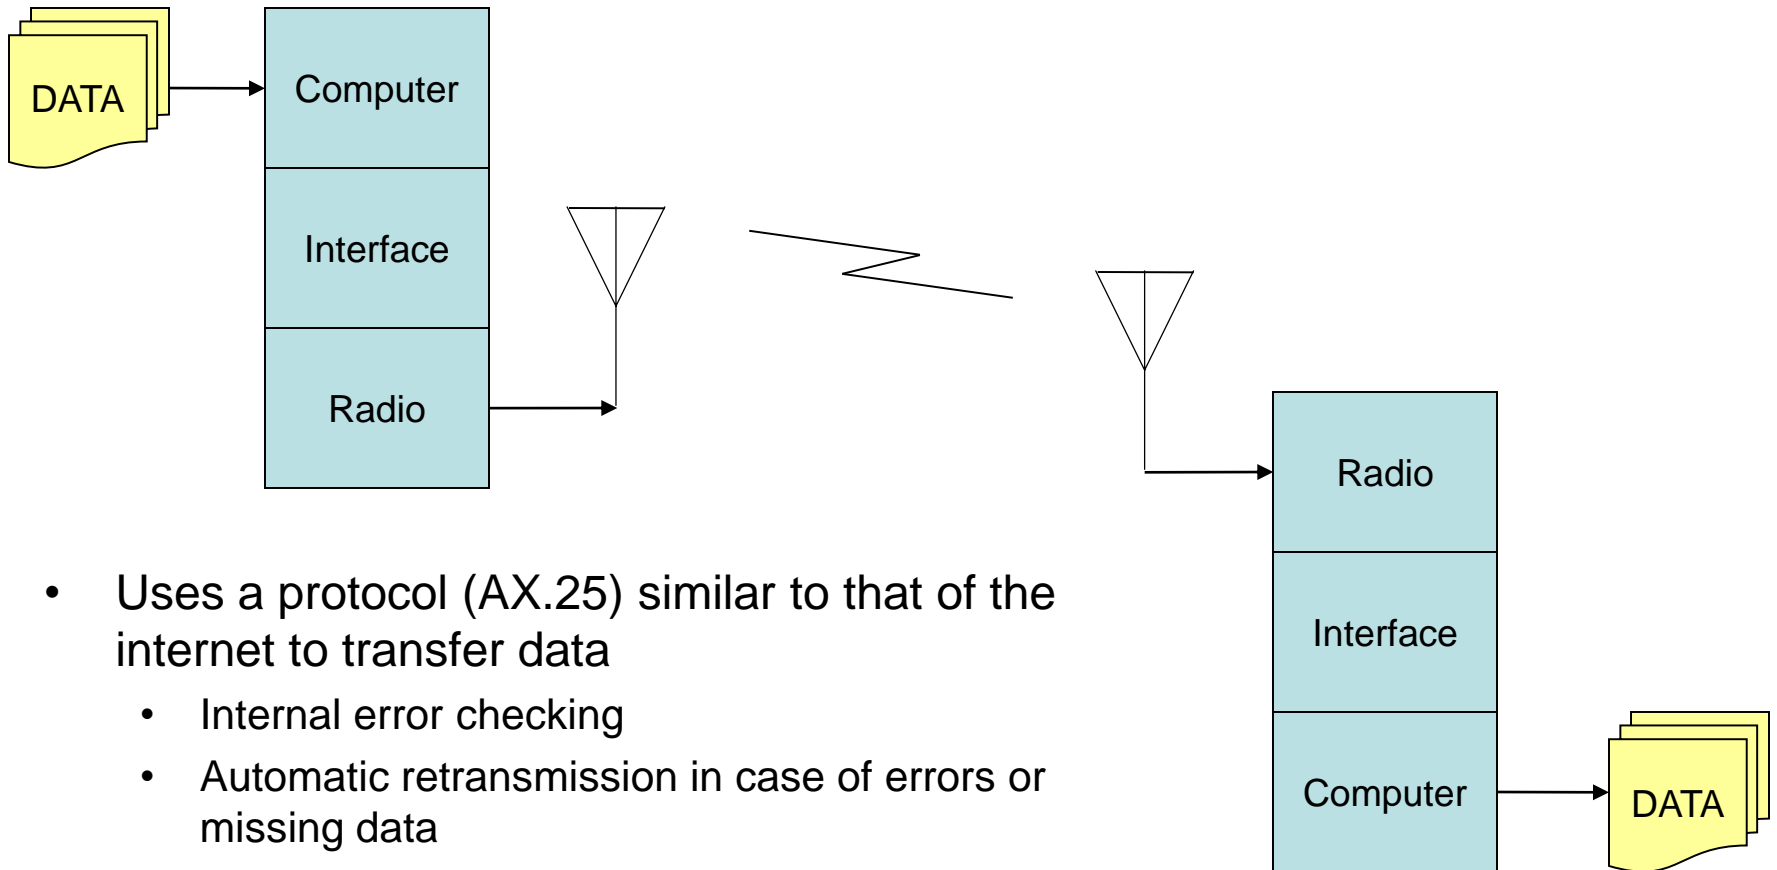 DATA
Computer
Interface
Radio
Radio
Interface
Computer
DATA
• Uses a protocol (AX.25) similar to that of the
internet to transfer data
• Internal error checking
• Automatic retransmission in case of errors or
missing data